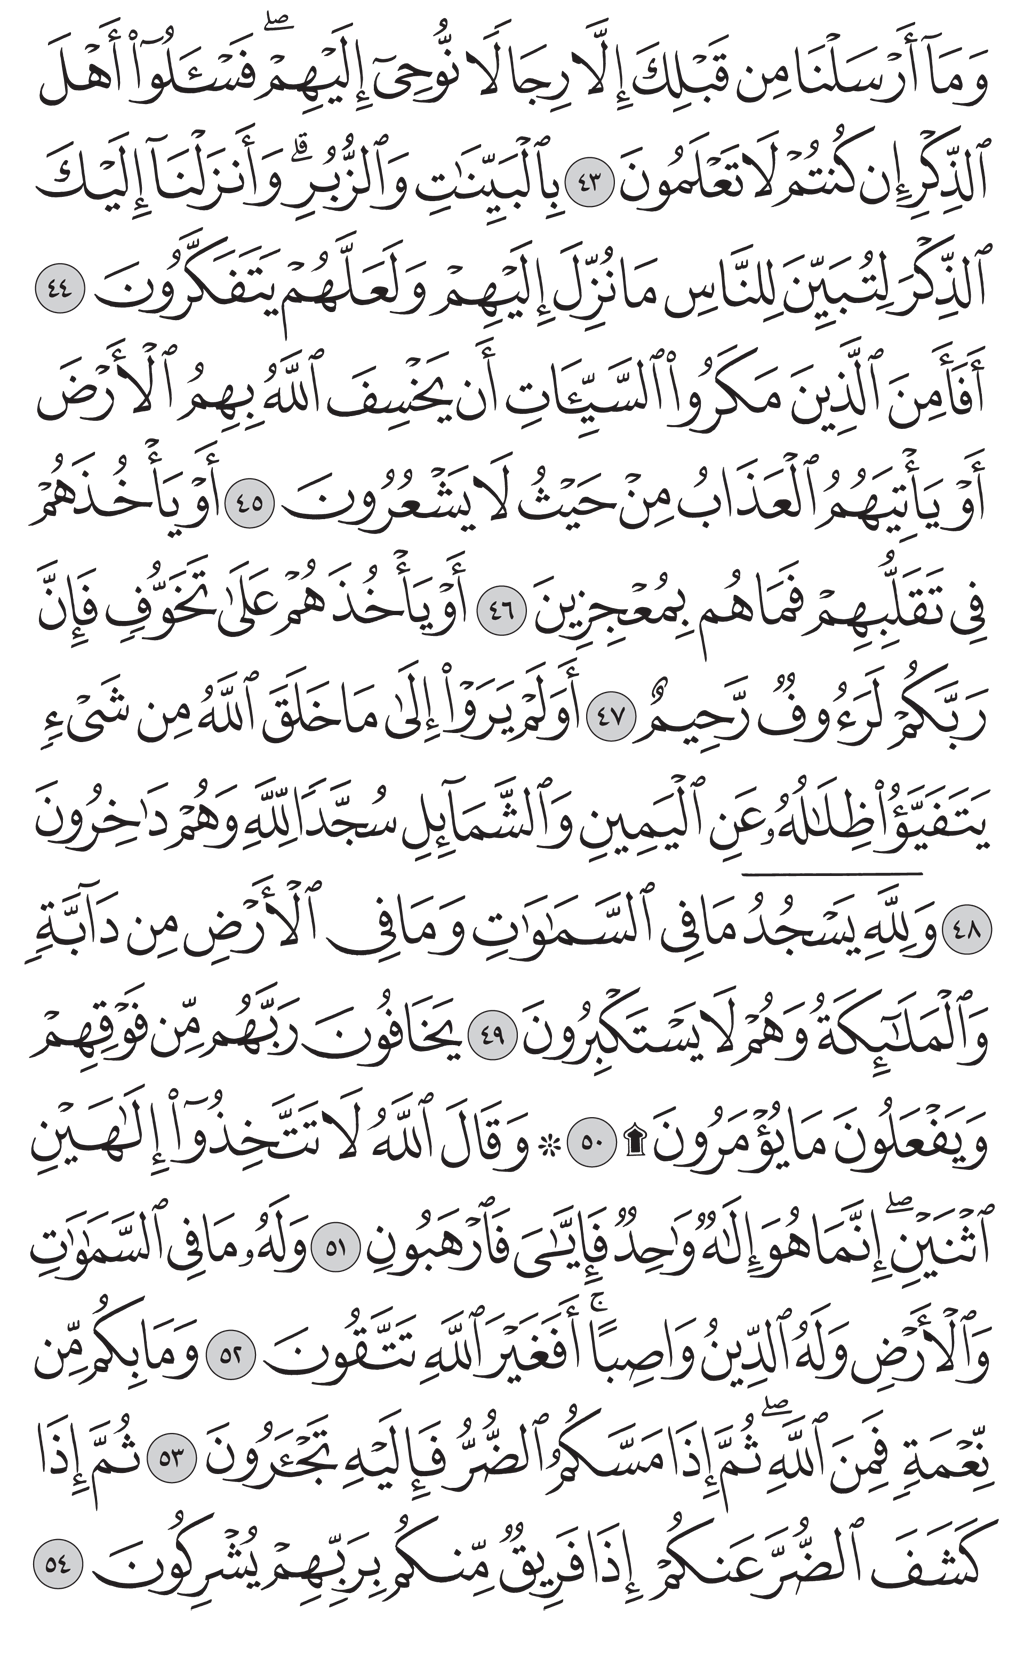 وَمَآ أَرۡسَلۡنَا مِن قَبۡلِكَ إِلَّا رِجَالٗا نُّوحِيٓ إِلَيۡهِمۡۖ فَسۡـَٔلُوٓاْ أَهۡلَ
ٱلذِّكۡرِ إِن كُنتُمۡ لَا تَعۡلَمُونَ ٤٣ بِٱلۡبَيِّنَٰتِ وَٱلزُّبُرِۗ وَأَنزَلۡنَآ إِلَيۡكَ
ٱلذِّكۡرَ لِتُبَيِّنَ لِلنَّاسِ مَا نُزِّلَ إِلَيۡهِمۡ وَلَعَلَّهُمۡ يَتَفَكَّرُونَ ٤٤
أَفَأَمِنَ ٱلَّذِينَ مَكَرُواْ ٱلسَّيِّـَٔاتِ أَن يَخۡسِفَ ٱللَّهُ بِهِمُ ٱلۡأَرۡضَ
أَوۡ يَأۡتِيَهُمُ ٱلۡعَذَابُ مِنۡ حَيۡثُ لَا يَشۡعُرُونَ ٤٥ أَوۡ يَأۡخُذَهُمۡ
فِي تَقَلُّبِهِمۡ فَمَا هُم بِمُعۡجِزِينَ ٤٦ أَوۡ يَأۡخُذَهُمۡ عَلَىٰ تَخَوُّفٖ فَإِنَّ
رَبَّكُمۡ لَرَءُوفٞ رَّحِيمٌ ٤٧ أَوَلَمۡ يَرَوۡاْ إِلَىٰ مَا خَلَقَ ٱللَّهُ مِن شَيۡءٖ
يَتَفَيَّؤُاْ ظِلَٰلُهُۥ عَنِ ٱلۡيَمِينِ وَٱلشَّمَآئِلِ سُجَّدٗا لِّلَّهِ وَهُمۡ دَٰخِرُونَ
٤٨ وَلِلَّهِۤ يَسۡجُدُۤ مَا فِي ٱلسَّمَٰوَٰتِ وَمَا فِي ٱلۡأَرۡضِ مِن دَآبَّةٖ
وَٱلۡمَلَٰٓئِكَةُ وَهُمۡ لَا يَسۡتَكۡبِرُونَ ٤٩ يَخَافُونَ رَبَّهُم مِّن فَوۡقِهِمۡ
وَيَفۡعَلُونَ مَا يُؤۡمَرُونَ۩ ٥٠ ۞ وَقَالَ ٱللَّهُ لَا تَتَّخِذُوٓاْ إِلَٰهَيۡنِ
ٱثۡنَيۡنِۖ إِنَّمَا هُوَ إِلَٰهٞ وَٰحِدٞ فَإِيَّٰيَ فَٱرۡهَبُونِ ٥١ وَلَهُۥ مَا فِي ٱلسَّمَٰوَٰتِ
وَٱلۡأَرۡضِ وَلَهُ ٱلدِّينُ وَاصِبًاۚ أَفَغَيۡرَ ٱللَّهِ تَتَّقُونَ ٥٢ وَمَا بِكُم مِّن
نِّعۡمَةٖ فَمِنَ ٱللَّهِۖ ثُمَّ إِذَا مَسَّكُمُ ٱلضُّرُّ فَإِلَيۡهِ تَجۡـَٔرُونَ ٥٣ ثُمَّ إِذَا
كَشَفَ ٱلضُّرَّ عَنكُمۡ إِذَا فَرِيقٞ مِّنكُم بِرَبِّهِمۡ يُشۡرِكُونَ ٥٤